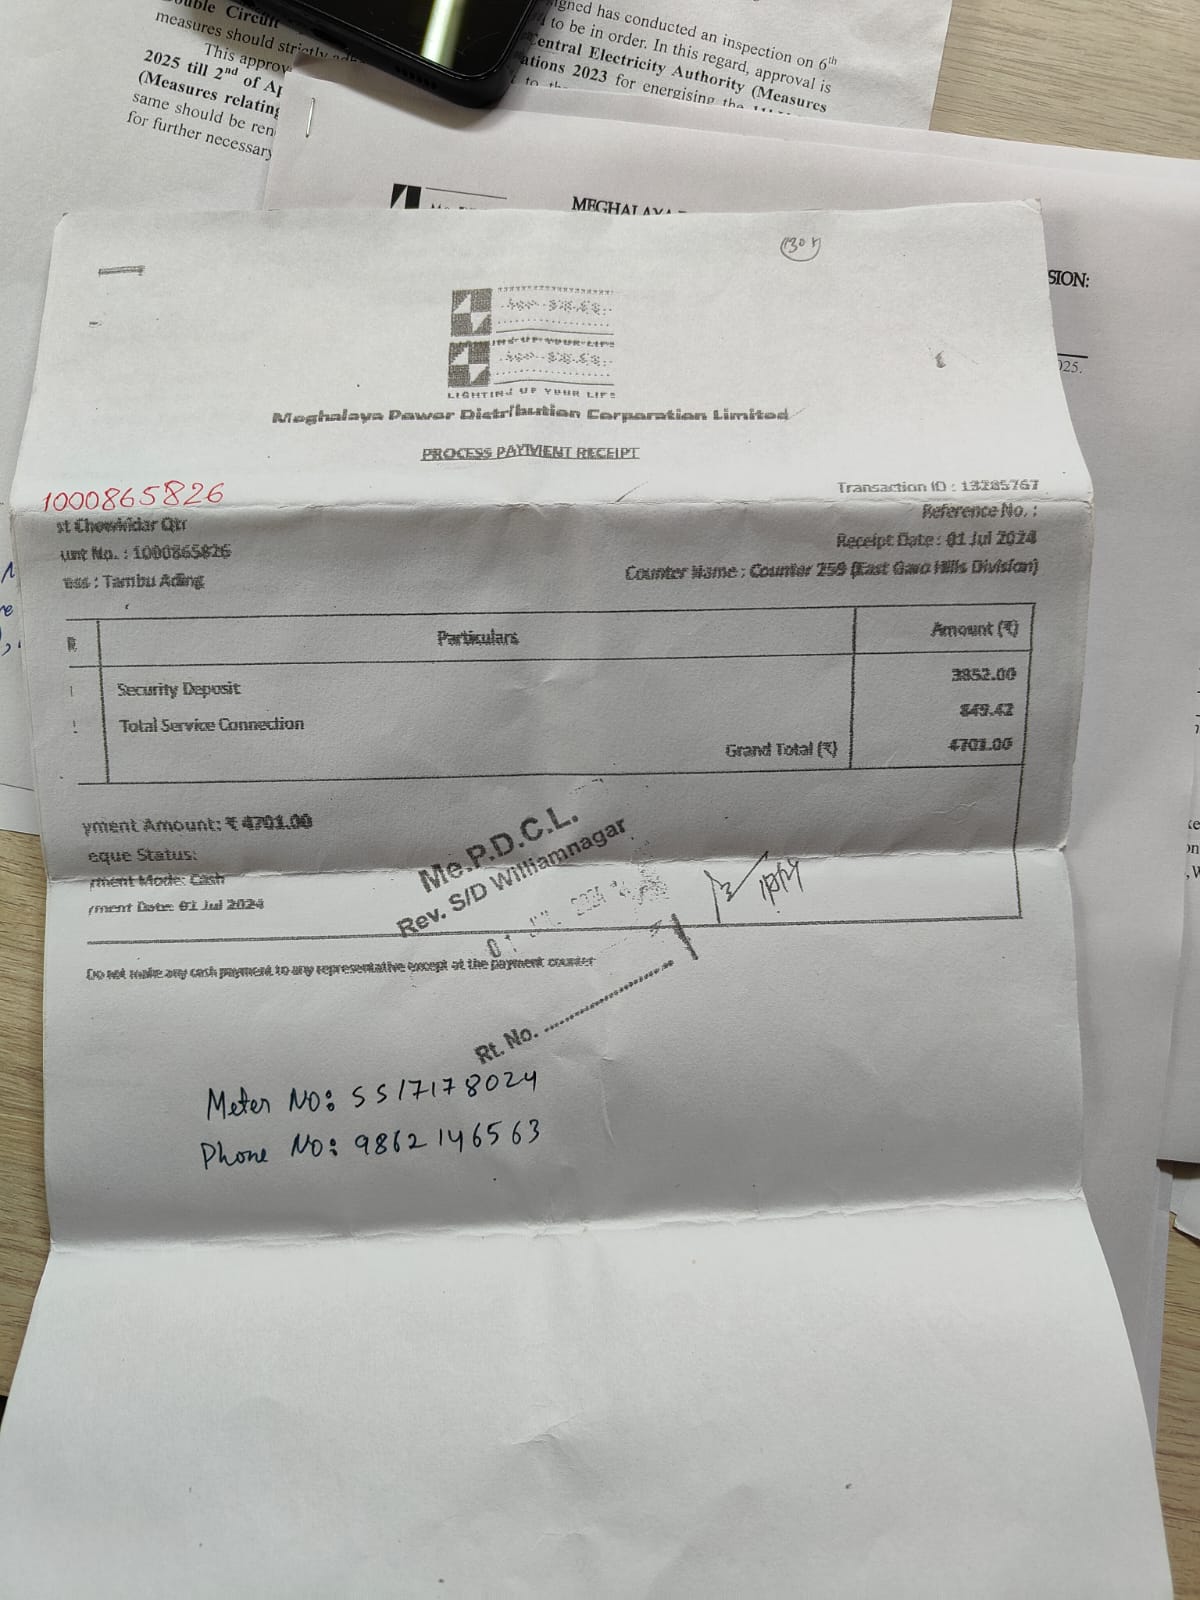 Double Circuit
measures should strictly
This approv
2025 till 2nd of Ap
(Measures relating
same should be ren
for further necessary
igned has conducted an inspection on 6th
to be in order. In this regard, approval is
Central Electricity Authority (Measures
ations 2023 for energising the
MEGHALAYA
SION:
2025.
LIGHTING UP YOUR LIFE
Meghalaya Power Distribution Corporation Limited
PROCESS PAYMENT RECEIPT
1000865826
Transaction ID : 13285767
st Chowkidar Qtr
Reference No. :
unt No. : 1000865826
Receipt Date : 01 Jul 2024
ess : Tambu Ading
Counter Name : Counter 259 (East Garo Hills Division)
Particulars
Amount (₹)
Security Deposit
3852.00
Total Service Connection
849.42
Grand Total (₹)
4701.00
yment Amount: ₹ 4701.00
eque Status:
yment Mode: Cash
yment Date: 01 Jul 2024
Me.P.D.C.L.
Rev. S/D Williamnagar
01 JUL 2024
Rt. No.
Do not make any cash payment to any representative except at the payment counter
Meter No: SS17178024
Phone No: 9862146563